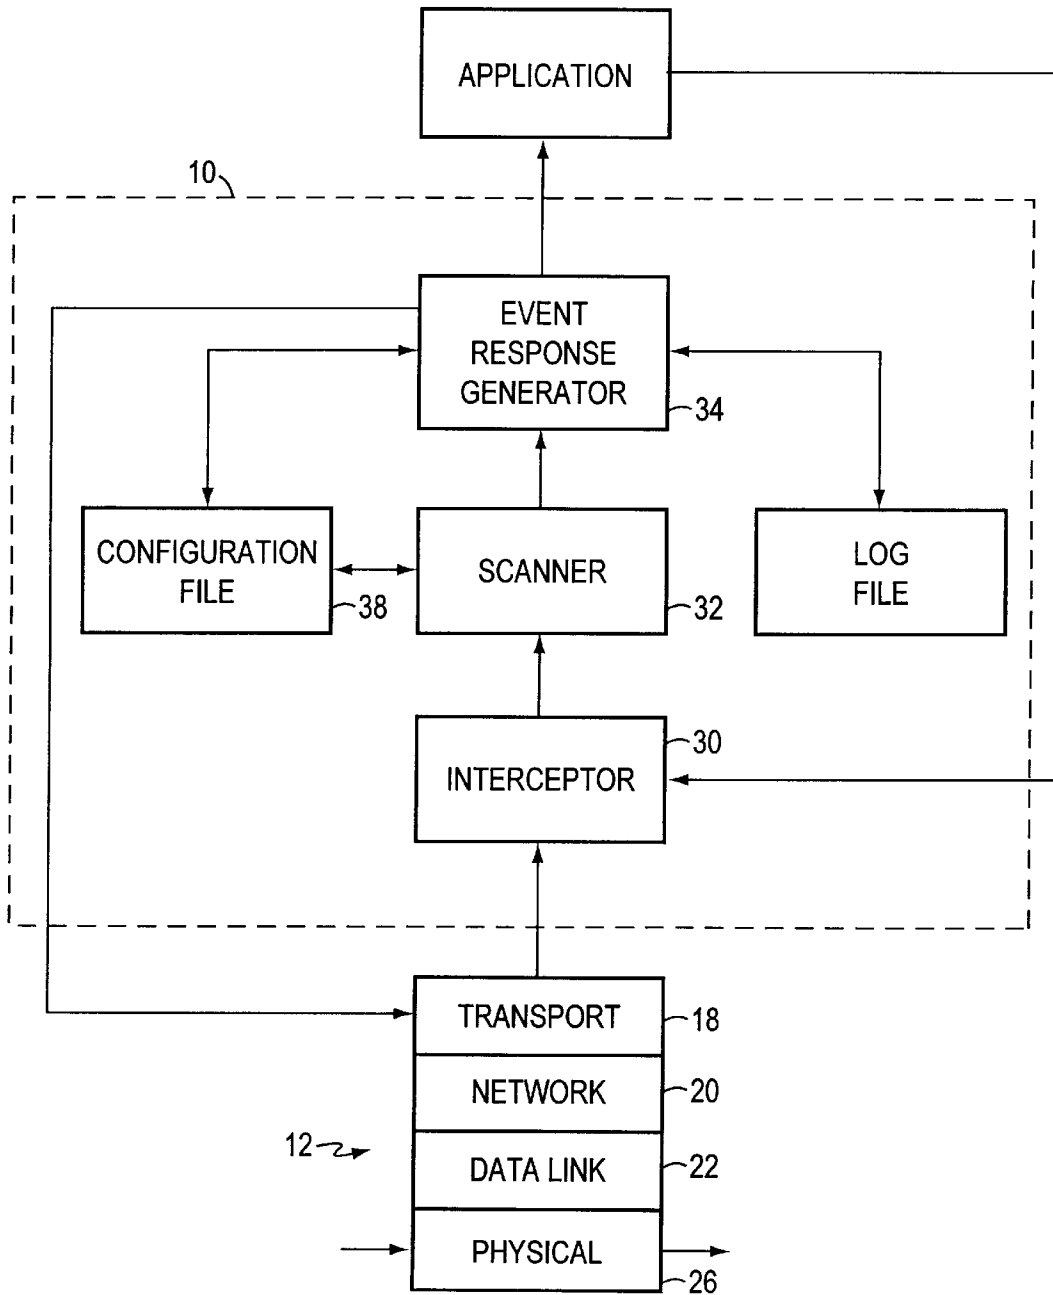 APPLICATION
10
EVENT
RESPONSE
GENERATOR
34
CONFIGURATION
FILE
38
SCANNER
32
LOG
FILE
30
INTERCEPTOR
TRANSPORT
18
NETWORK
20
12
DATA LINK
22
PHYSICAL
26